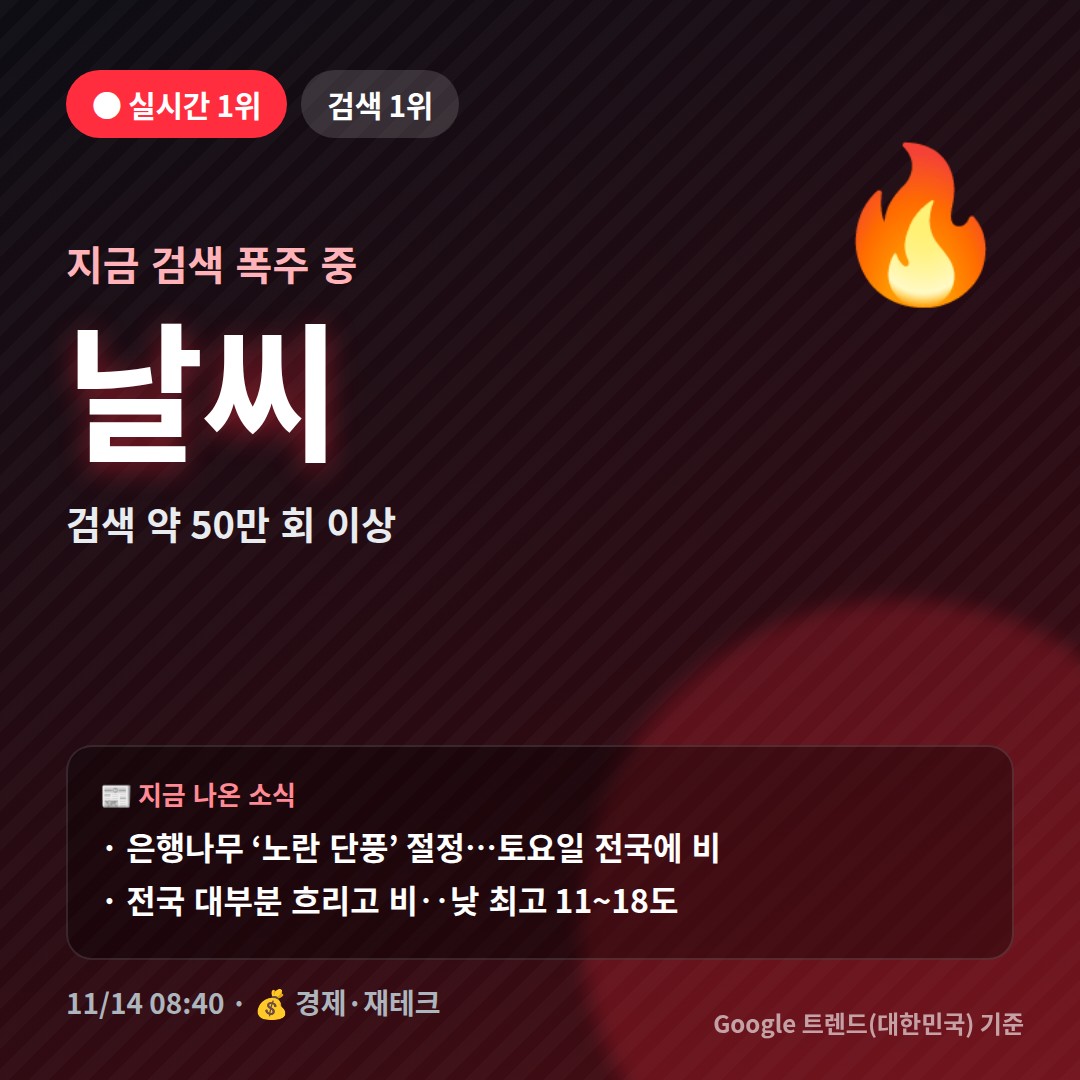 실시간 1위
검색 1위
지금 검색 폭주 중
날씨
검색 약 50만 회 이상
지금 나온 소식
· 은행나무 ‘노란 단풍’ 절정…토요일 전국에 비
· 전국 대부분 흐리고 비‥낮 최고 11~18도
11/14 08:40 · 💰 경제·재테크
Google 트렌드(대한민국) 기준